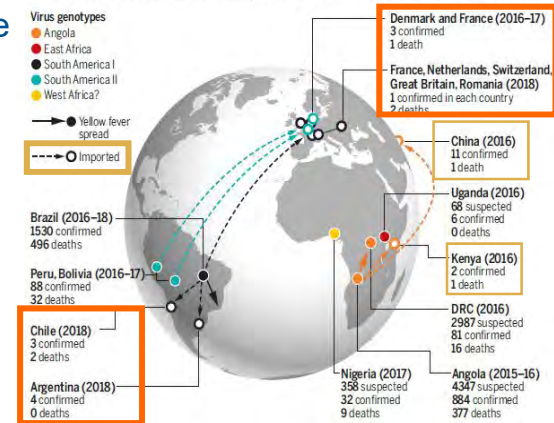 e
Virus genotypes
Angola
East Africa
South America I
South America II
West Africa?
Yellow fever
spread
Imported
Denmark and France (2016–17)
3 confirmed
1 death
France, Netherlands, Switzerland,
Great Britain, Romania (2018)
1 confirmed in each country
2 deaths
China (2016)
11 confirmed
1 death
Uganda (2016)
68 suspected
6 confirmed
0 deaths
Kenya (2016)
2 confirmed
1 death
DRC (2016)
2987 suspected
81 confirmed
16 deaths
Angola (2015–16)
4347 suspected
884 confirmed
377 deaths
Nigeria (2017)
358 suspected
32 confirmed
9 deaths
Brazil (2016–18)
1530 confirmed
496 deaths
Peru, Bolivia (2016–17)
88 confirmed
32 deaths
Chile (2018)
3 confirmed
2 deaths
Argentina (2018)
4 confirmed
0 deaths